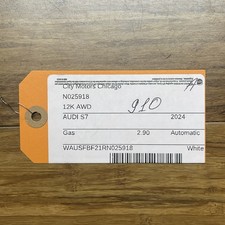 City Motors Chicago
N025918
12K AWD
910
AUDI S7 2024
Gas 2.90 Automatic
WAUSFBF21RN025918 White